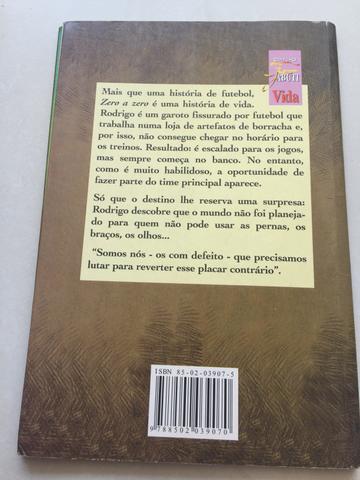 JABUTI
Vida
Mais que uma história de futebol,
Zero a zero é uma história de vida.
Rodrigo é um garoto fissurado por futebol que
trabalha numa loja de artefatos de borracha e,
por isso, não consegue chegar no horário para
os treinos. Resultado: é escalado para os jogos,
mas sempre começa no banco. No entanto,
como é muito habilidoso, a oportunidade de
fazer parte do time principal aparece.
Só que o destino lhe reserva uma surpresa:
Rodrigo descobre que o mundo não foi planeja-
do para quem não pode usar as pernas, os
braços, os olhos...
"Somos nós - os com defeito - que precisamos
lutar para reverter esse placar contrário".
ISBN 85-02-03907-5
9 788502 039070